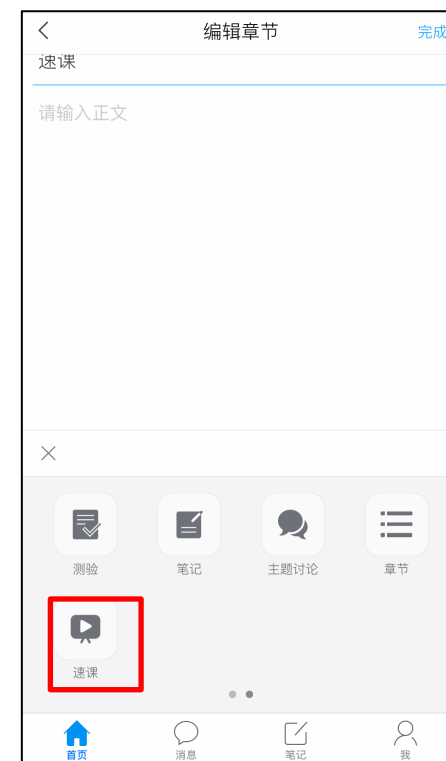 编辑章节 完成
速课
请输入正文
测验 笔记 主题讨论 章节
速课
首页 消息 笔记 我